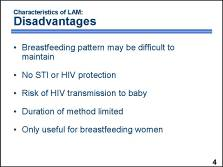 Characteristics of LAM:
Disadvantages
• Breastfeeding pattern may be difficult to
maintain
• No STI or HIV protection
• Risk of HIV transmission to baby
• Duration of method limited
• Only useful for breastfeeding women
4